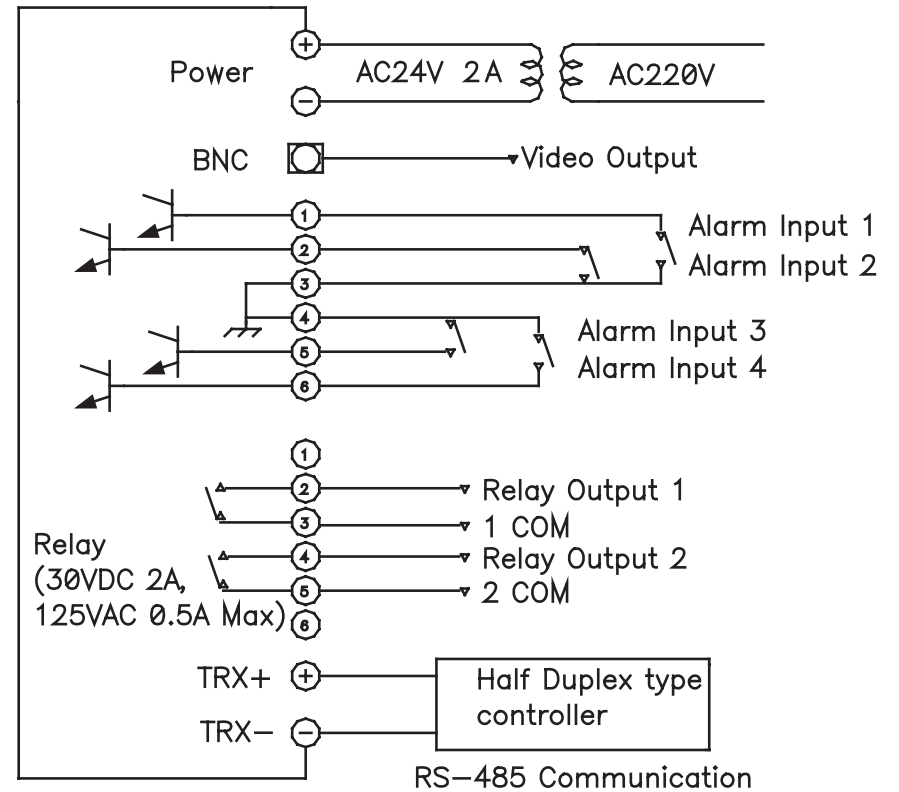 +
Power AC24V 2A AC220V
−
BNC Video Output
1 Alarm Input 1
2 Alarm Input 2
3
4 Alarm Input 3
5 Alarm Input 4
6
1
2 Relay Output 1
3 1 COM
Relay 4 Relay Output 2
(30VDC 2A, 5 2 COM
125VAC 0.5A Max) 6
TRX+ + Half Duplex type
controller
TRX− −
RS-485 Communication